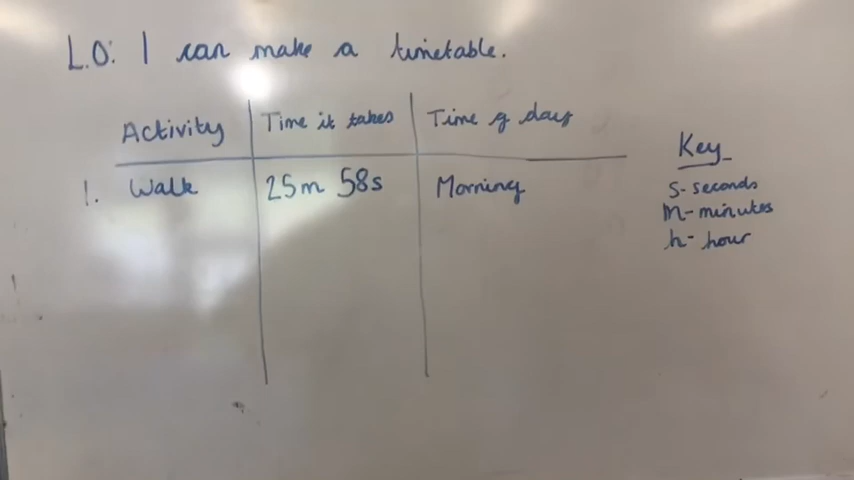 L.O: I can make a timetable.
Activity Time it takes Time of day
1. Walk 25m 58s Morning
Key
s-seconds
m-minutes
h-hour